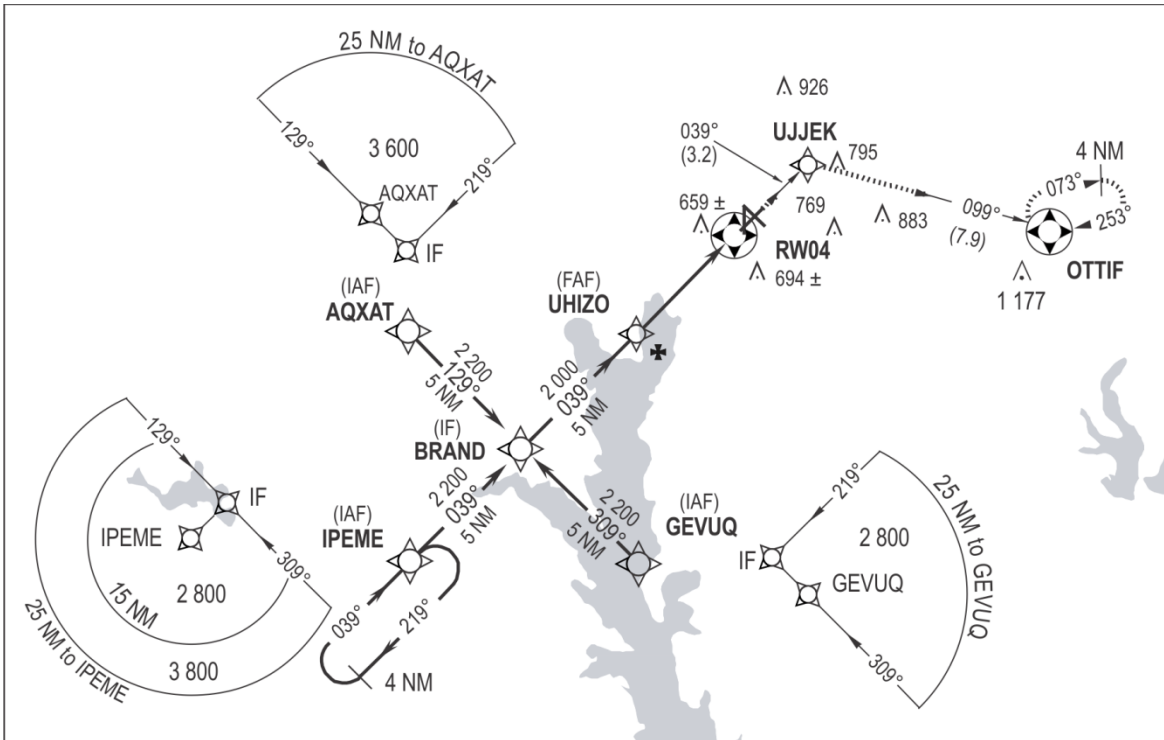 25 NM to AQXAT
129°
3 600
219°
AQXAT
IF
926
UJJEK
039°
(3.2)
795
4 NM
073°
253°
659 ±
769
883
099°
(7.9)
RW04
694 ±
OTTIF
1 177
(IAF)
AQXAT
2 200
129°
5 NM
(FAF)
UHIZO
2 000
039°
5 NM
(IF)
BRAND
129°
IF
IPEME
309°
2 800
15 NM
3 800
25 NM to IPEME
(IAF)
IPEME
2 200
039°
5 NM
039°
219°
4 NM
2 200
309°
5 NM
(IAF)
GEVUQ
219°
2 800
IF
GEVUQ
309°
25 NM to GEVUQ